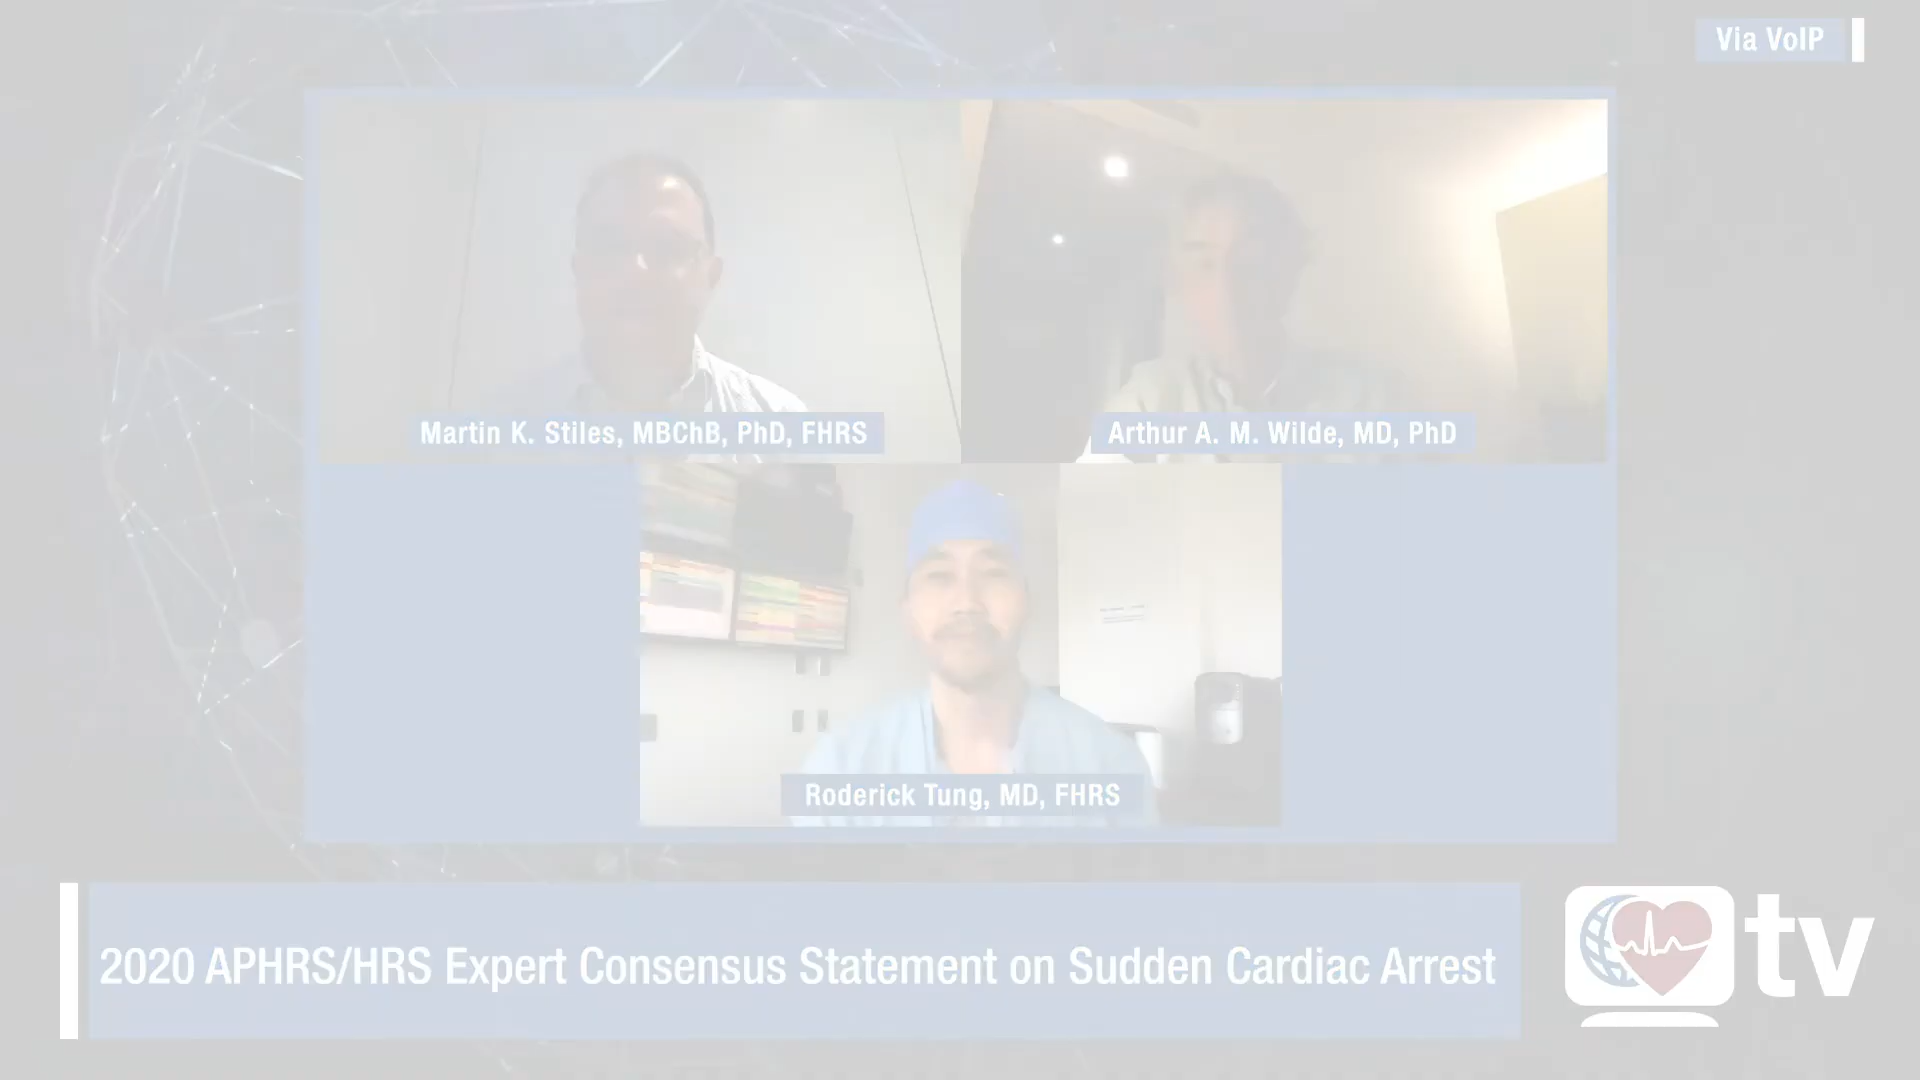 Via VoIP
Martin K. Stiles, MBChB, PhD, FHRS
Arthur A. M. Wilde, MD, PhD
Roderick Tung, MD, FHRS
2020 APHRS/HRS Expert Consensus Statement on Sudden Cardiac Arrest
tv